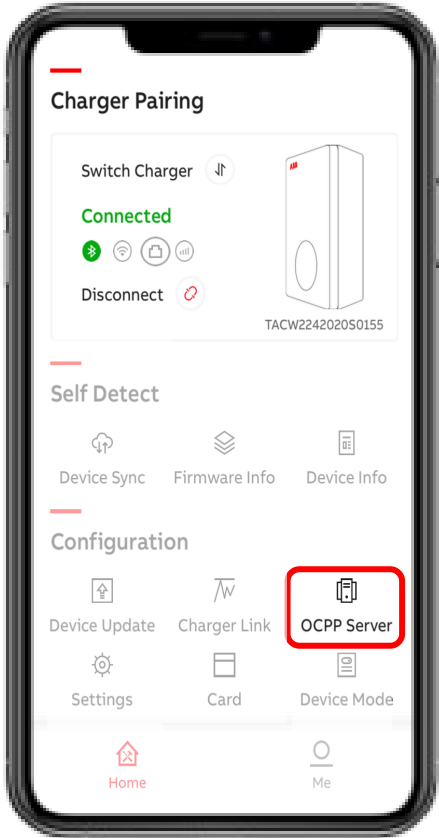 Charger Pairing
Switch Charger
ABB
Connected
Disconnect
TACW2242020S0155
Self Detect
Device Sync Firmware Info Device Info
Configuration
Device Update Charger Link OCPP Server
Settings Card Device Mode
Home Me